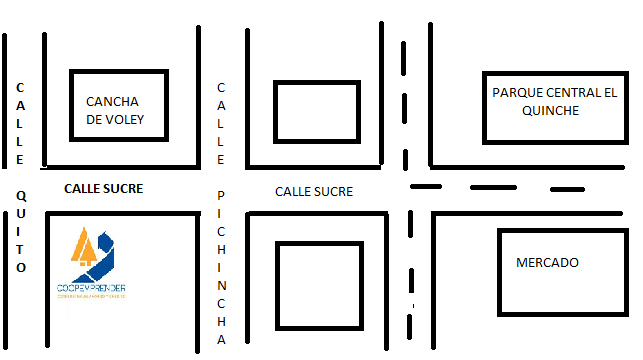 CALLE QUITO
CANCHA
DE VOLEY
CALLE PICHINCHA
PARQUE CENTRAL EL
QUINCHE
CALLE SUCRE
CALLE SUCRE
COOPEMPRENDER
MERCADO